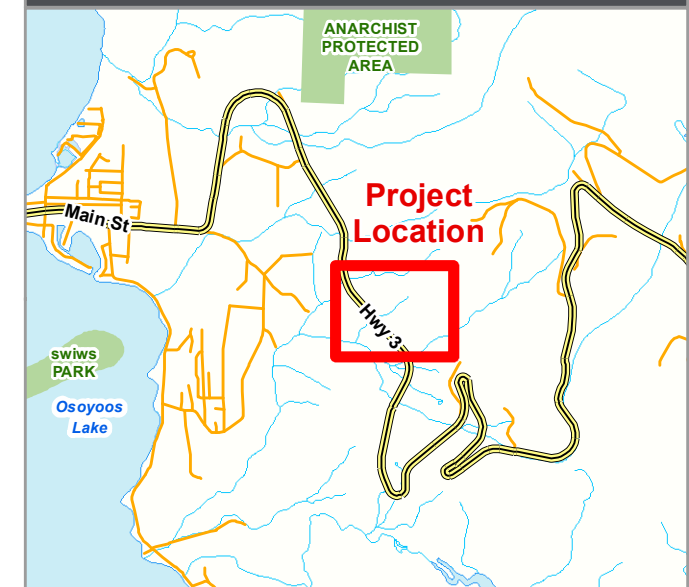 ANARCHIST
PROTECTED
AREA
Project
Location
Main St
Hwy 3
swiws
PARK
Osoyoos
Lake